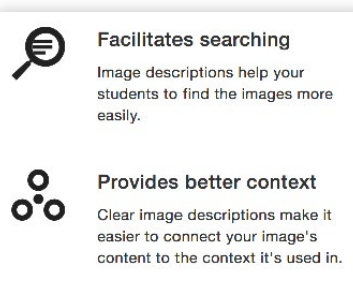 Facilitates searching
Image descriptions help your
students to find the images more
easily.
Provides better context
Clear image descriptions make it
easier to connect your image's
content to the context it's used in.